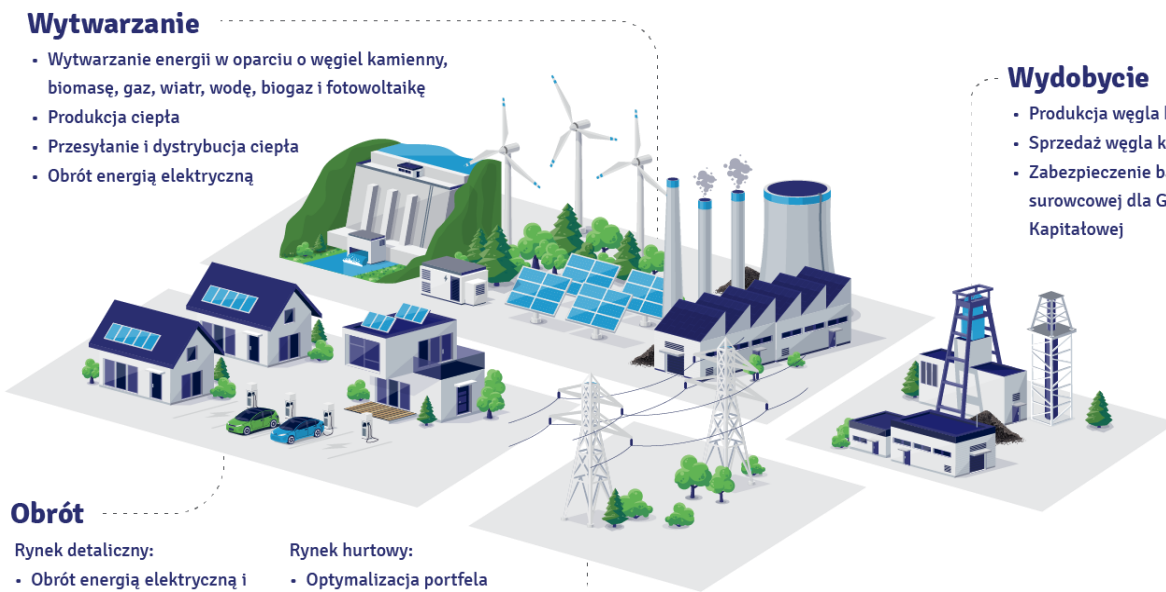 Wytwarzanie
• Wytwarzanie energii w oparciu o węgiel kamienny,
biomasę, gaz, wiatr, wodę, biogaz i fotowoltaikę
• Produkcja ciepła
• Przesyłanie i dystrybucja ciepła
• Obrót energią elektryczną
Wydobycie
• Produkcja węgla
• Sprzedaż węgla
• Zabezpieczenie
surowcowej dla
Kapitałowej
Obrót
Rynek detaliczny:
• Obrót energią elektryczną i
Rynek hurtowy:
• Optymalizacja portfela